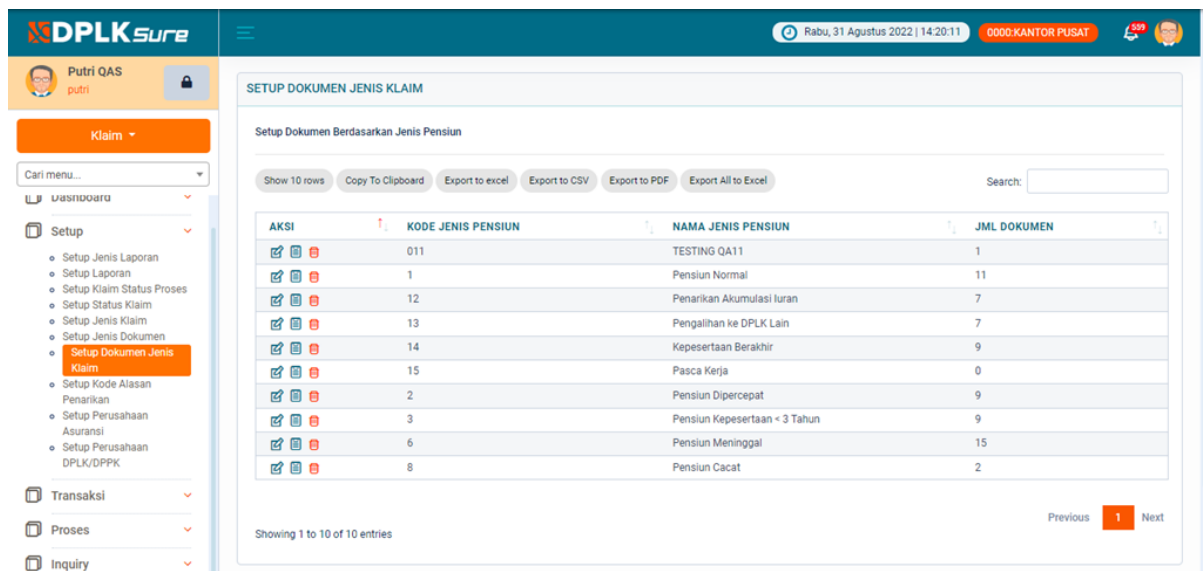 DPLKsure
Rabu, 31 Agustus 2022 | 14:20:11
0000:KANTOR PUSAT
559
Putri QAS
putri
Klaim
Cari menu...
Dashboard
Setup
Setup Jenis Laporan
Setup Laporan
Setup Klaim Status Proses
Setup Status Klaim
Setup Jenis Klaim
Setup Jenis Dokumen
Setup Dokumen Jenis
Klaim
Setup Kode Alasan
Penarikan
Setup Perusahaan
Asuransi
Setup Perusahaan
DPLK/DPPK
Transaksi
Proses
Inquiry
SETUP DOKUMEN JENIS KLAIM
Setup Dokumen Berdasarkan Jenis Pensiun
Show 10 rows Copy To Clipboard Export to excel Export to CSV Export to PDF Export All to Excel Search:
AKSI KODE JENIS PENSIUN NAMA JENIS PENSIUN JML DOKUMEN
011 TESTING QA11 1
1 Pensiun Normal 11
12 Penarikan Akumulasi Iuran 7
13 Pengalihan ke DPLK Lain 7
14 Kepesertaan Berakhir 9
15 Pasca Kerja 0
2 Pensiun Dipercepat 9
3 Pensiun Kepesertaan < 3 Tahun 9
6 Pensiun Meninggal 15
8 Pensiun Cacat 2
Previous 1 Next
Showing 1 to 10 of 10 entries